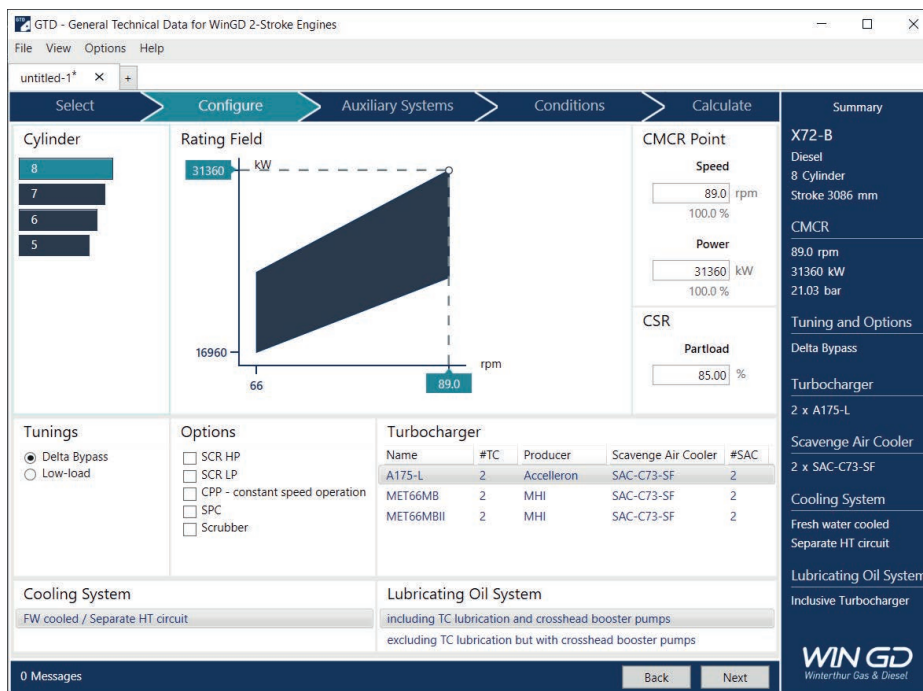 GTD - General Technical Data for WinGD 2-Stroke Engines
File View Options Help
untitled-1* × +
Select Configure Auxiliary Systems Conditions Calculate
Cylinder
8
7
6
5
Rating Field
kW
31360
16960
66
89.0
rpm
CMCR Point
Speed
89.0 rpm
100.0 %
Power
31360 kW
100.0 %
CSR
Partload
85.00 %
Tunings
Delta Bypass
Low-load
Options
SCR HP
SCR LP
CPP - constant speed operation
SPC
Scrubber
Turbocharger
Name #TC Producer Scavenge Air Cooler #SAC
A175-L 2 Accelleron SAC-C73-SF 2
MET66MB 2 MHI SAC-C73-SF 2
MET66MBII 2 MHI SAC-C73-SF 2
Cooling System
FW cooled / Separate HT circuit
Lubricating Oil System
including TC lubrication and crosshead booster pumps
excluding TC lubrication but with crosshead booster pumps
0 Messages
Back Next
Summary
X72-B
Diesel
8 Cylinder
Stroke 3086 mm
CMCR
89.0 rpm
31360 kW
21.03 bar
Tuning and Options
Delta Bypass
Turbocharger
2 x A175-L
Scavenge Air Cooler
2 x SAC-C73-SF
Cooling System
Fresh water cooled
Separate HT circuit
Lubricating Oil System
Inclusive Turbocharger
WIN GD
Winterthur Gas & Diesel